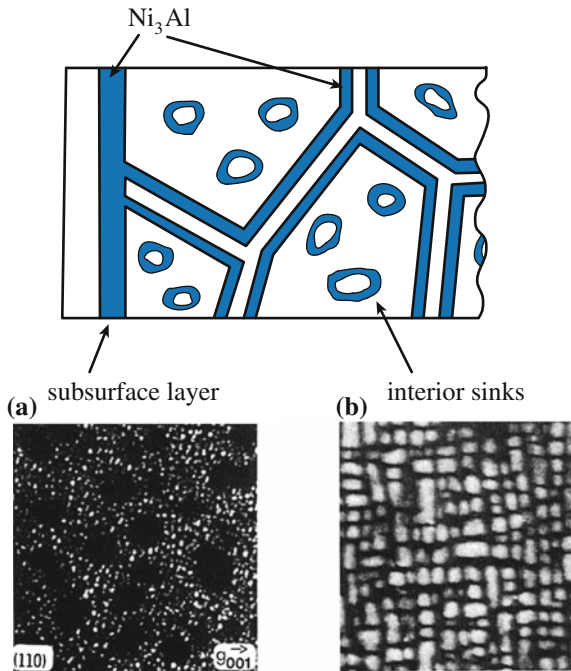 Ni₃Al
subsurface layer
interior sinks
(a)
(b)
(110)
g001